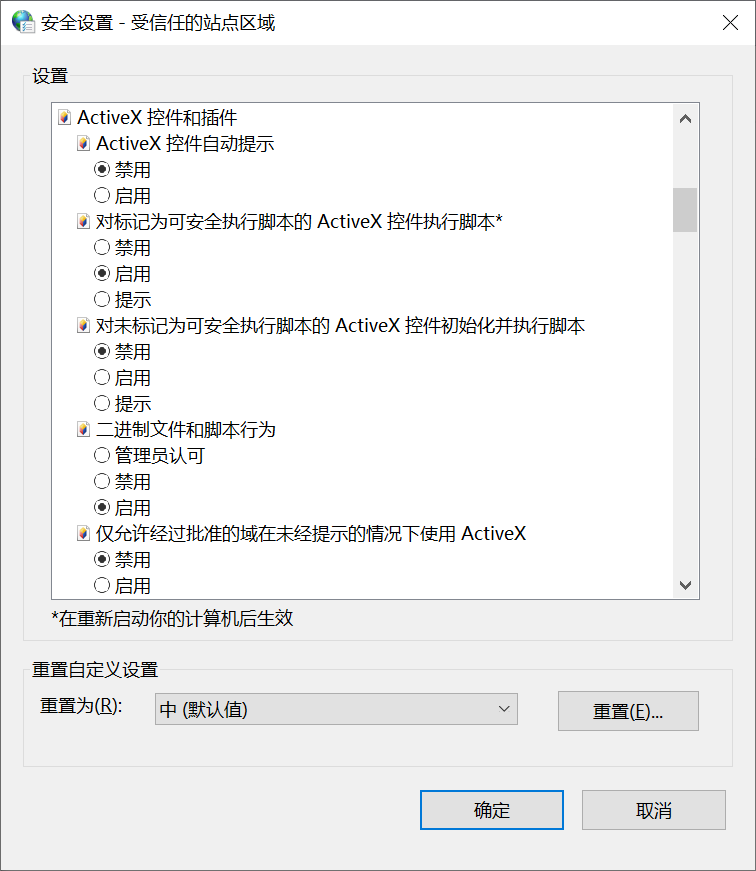 安全设置 - 受信任的站点区域
设置
ActiveX 控件和插件
ActiveX 控件自动提示
禁用
启用
对标记为可安全执行脚本的 ActiveX 控件执行脚本*
禁用
启用
提示
对未标记为可安全执行脚本的 ActiveX 控件初始化并执行脚本
禁用
启用
提示
二进制文件和脚本行为
管理员认可
禁用
启用
仅允许经过批准的域在未经提示的情况下使用 ActiveX
禁用
启用
*在重新启动你的计算机后生效
重置自定义设置
重置为(R): 中 (默认值) 重置(E)...
确定 取消